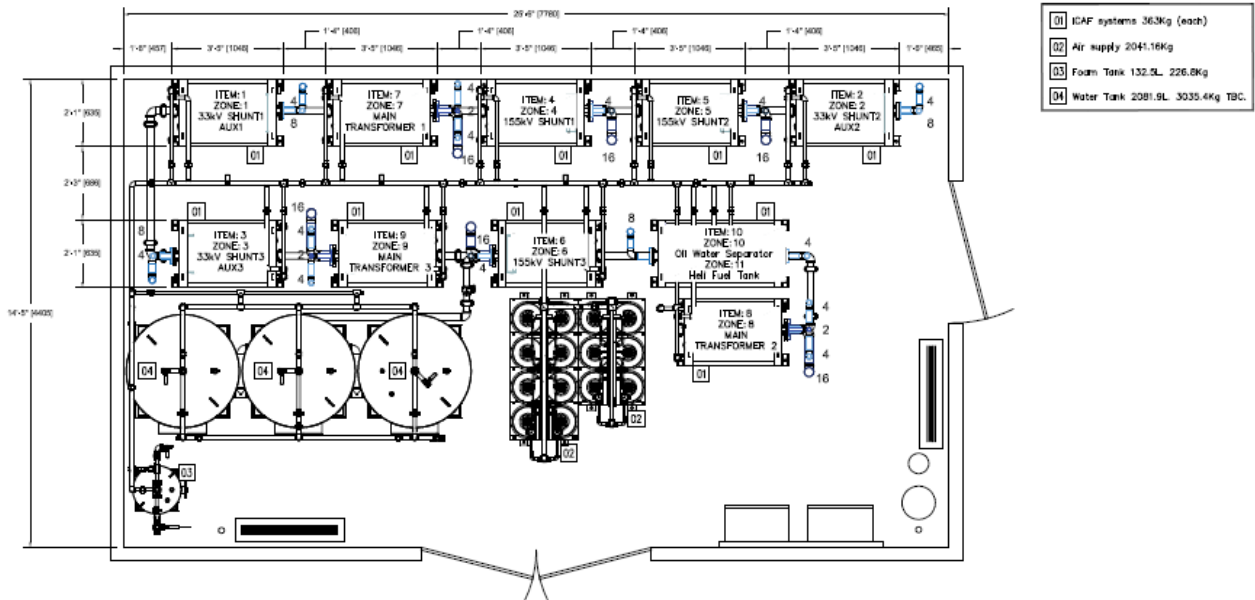 25'-6" [7780]
1'-6" [457]
3'-5" [1046]
1'-4" [406]
3'-5" [1046]
1'-4" [406]
3'-5" [1046]
1'-4" [406]
3'-5" [1046]
1'-4" [406]
3'-5" [1046]
1'-6" [465]
01 ICAF systems 363Kg (each)
02 Air supply 2041.16Kg
03 Foam Tank 132.5L. 226.8Kg
04 Water Tank 2081.9L. 3035.4Kg TBC.
2'-1" [635]
2'-3" [686]
2'-1" [635]
14'-5" [4405]
ITEM: 1
ZONE: 1
33kV SHUNT1
AUX1
01
4
8
ITEM: 7
ZONE: 7
MAIN
TRANSFORMER 1
01
4
2
4
16
ITEM: 4
ZONE: 4
155kV SHUNT1
01
4
16
ITEM: 5
ZONE: 5
155kV SHUNT2
01
4
16
ITEM: 2
ZONE: 2
33kV SHUNT2
AUX2
01
4
8
8
4
01
ITEM: 3
ZONE: 3
33kV SHUNT3
AUX3
16
4
2
4
01
ITEM: 9
ZONE: 9
MAIN
TRANSFORMER 3
16
4
01
ITEM: 6
ZONE: 6
155kV SHUNT3
8
01
ITEM: 10
ZONE: 10
Oil Water Separator
ZONE: 11
Heli Fuel Tank
4
ITEM: 8
ZONE: 8
MAIN
TRANSFORMER 2
01
4
2
4
16
04
04
04
02
02
03